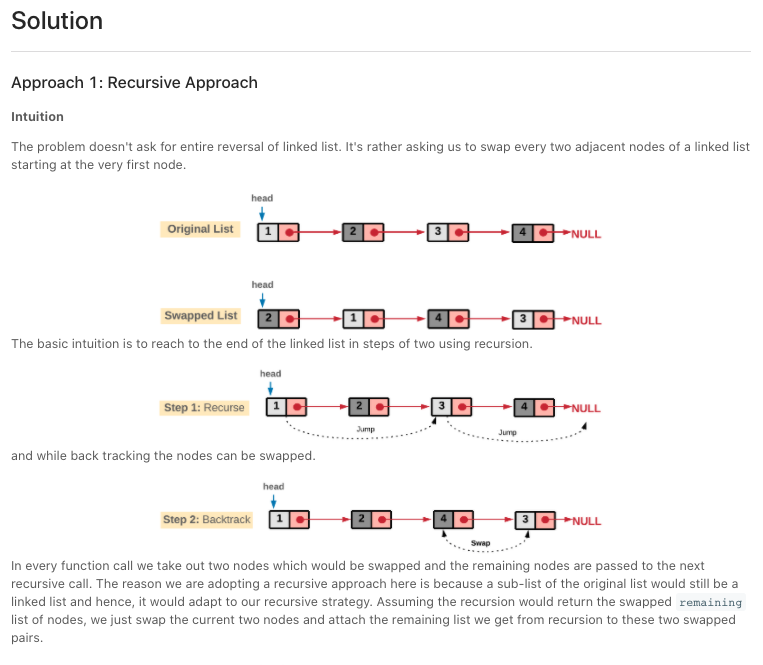 Solution
Approach 1: Recursive Approach
Intuition
The problem doesn't ask for entire reversal of linked list. It's rather asking us to swap every two adjacent nodes of a linked list
starting at the very first node.
head
Original List 1 2 3 4 NULL
head
Swapped List 2 1 4 3 NULL
The basic intuition is to reach to the end of the linked list in steps of two using recursion.
head
Step 1: Recurse 1 2 3 4 NULL
Jump Jump
and while back tracking the nodes can be swapped.
head
Step 2: Backtrack 1 2 4 3 NULL
Swap
In every function call we take out two nodes which would be swapped and the remaining nodes are passed to the next
recursive call. The reason we are adopting a recursive approach here is because a sub-list of the original list would still be a
linked list and hence, it would adapt to our recursive strategy. Assuming the recursion would return the swapped remaining
list of nodes, we just swap the current two nodes and attach the remaining list we get from recursion to these two swapped
pairs.